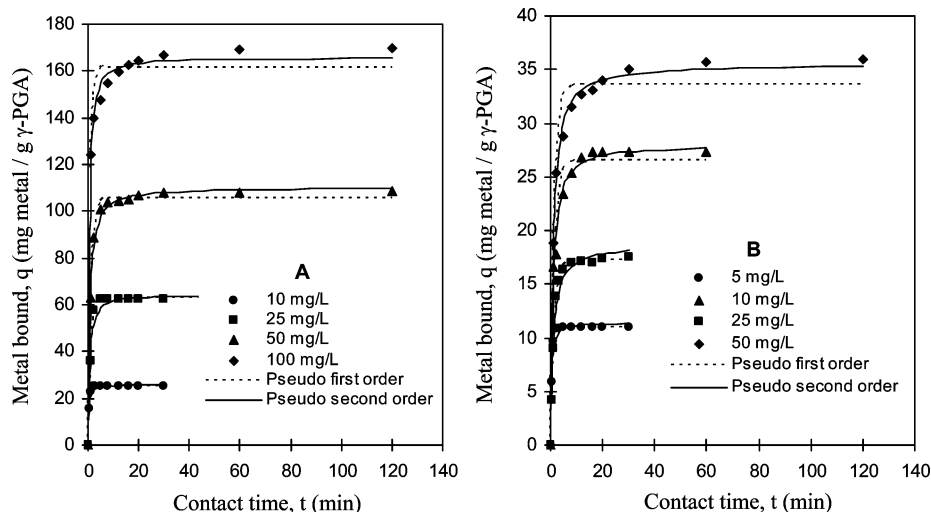 Metal bound, q (mg metal / g γ-PGA)
180
160
140
120
100
80
60
40
20
0
A
10 mg/L
25 mg/L
50 mg/L
100 mg/L
Pseudo first order
Pseudo second order
0 20 40 60 80 100 120 140
Contact time, t (min)
Metal bound, q (mg metal / g γ-PGA)
40
35
30
25
20
15
10
5
0
B
5 mg/L
10 mg/L
25 mg/L
50 mg/L
Pseudo first order
Pseudo second order
0 20 40 60 80 100 120 140
Contact time, t (min)